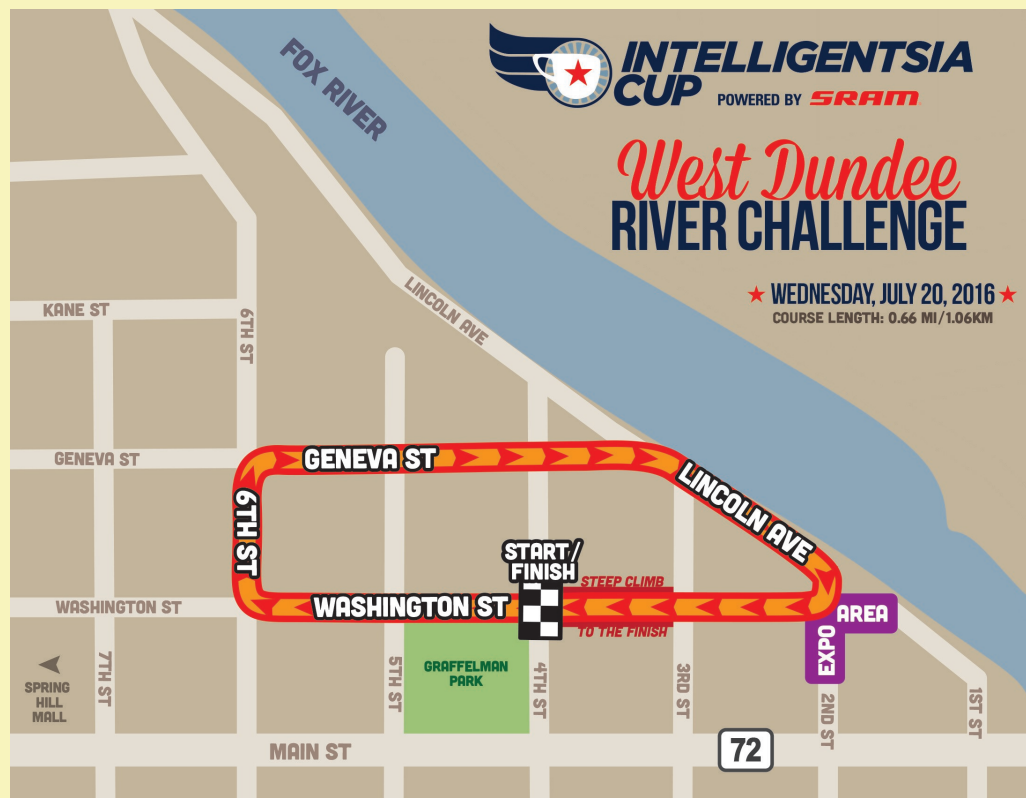 INTELLIGENTSIA
CUP POWERED BY SRAM
West Dundee
RIVER CHALLENGE
WEDNESDAY, JULY 20, 2016
COURSE LENGTH: 0.66 MI/1.06KM
FOX RIVER
KANE ST
6TH ST
LINCOLN AVE
GENEVA ST
GENEVA ST
LINCOLN AVE
6TH ST
START/
FINISH
STEEP CLIMB
WASHINGTON ST
WASHINGTON ST
TO THE FINISH
EXPO
AREA
SPRING
HILL
MALL
7TH ST
5TH ST
GRAFFELMAN
PARK
4TH ST
3RD ST
2ND ST
1ST ST
MAIN ST
72